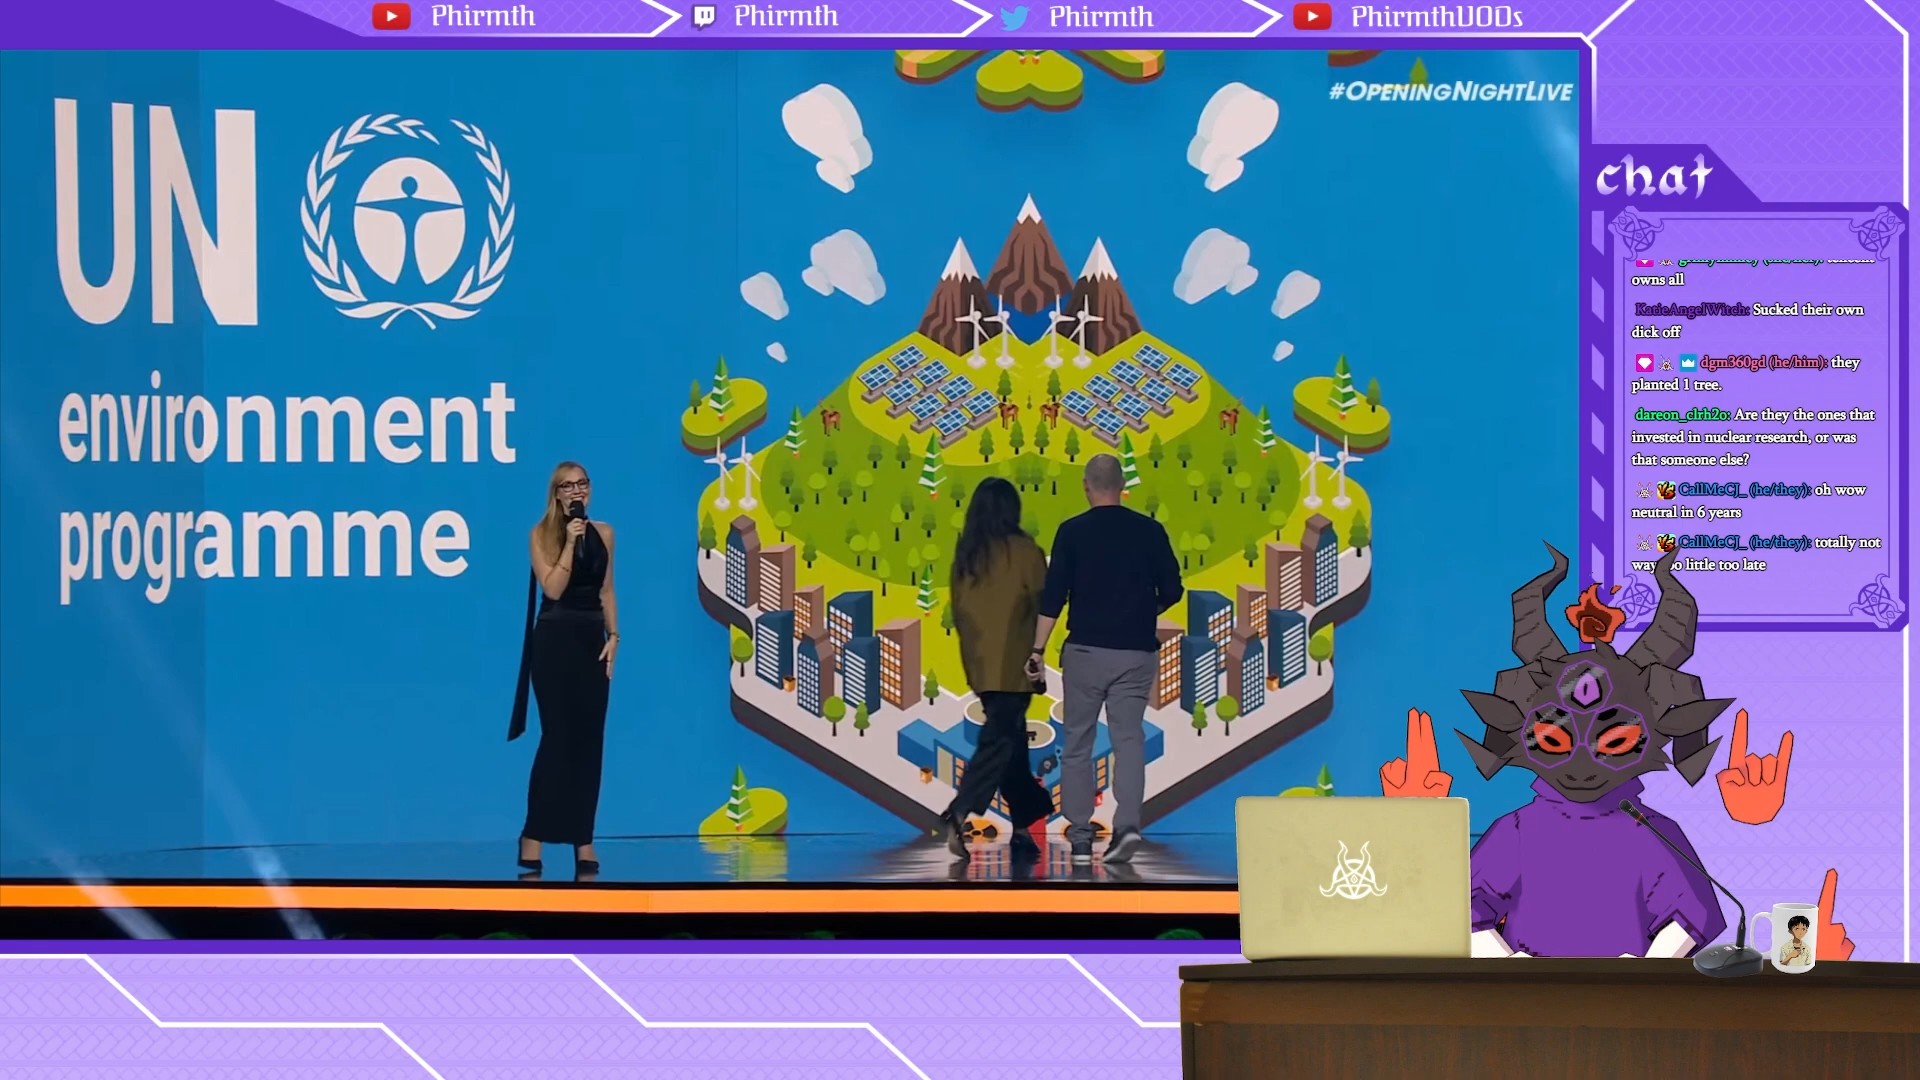 Phirmth
Phirmth
Phirmth
PhirmthVODs
#OPENINGNIGHTLIVE
UN
environment
programme
chat
owns all
KatieAngelWitch: Sucked their own
dick off
dgm360gd (he/him): they
planted 1 tree.
dareon_clrh2o: Are they the ones that
invested in nuclear research, or was
that someone else?
CallMeCJ_ (he/they): oh wow
neutral in 6 years
CallMeCJ_ (he/they): totally not
way too little too late